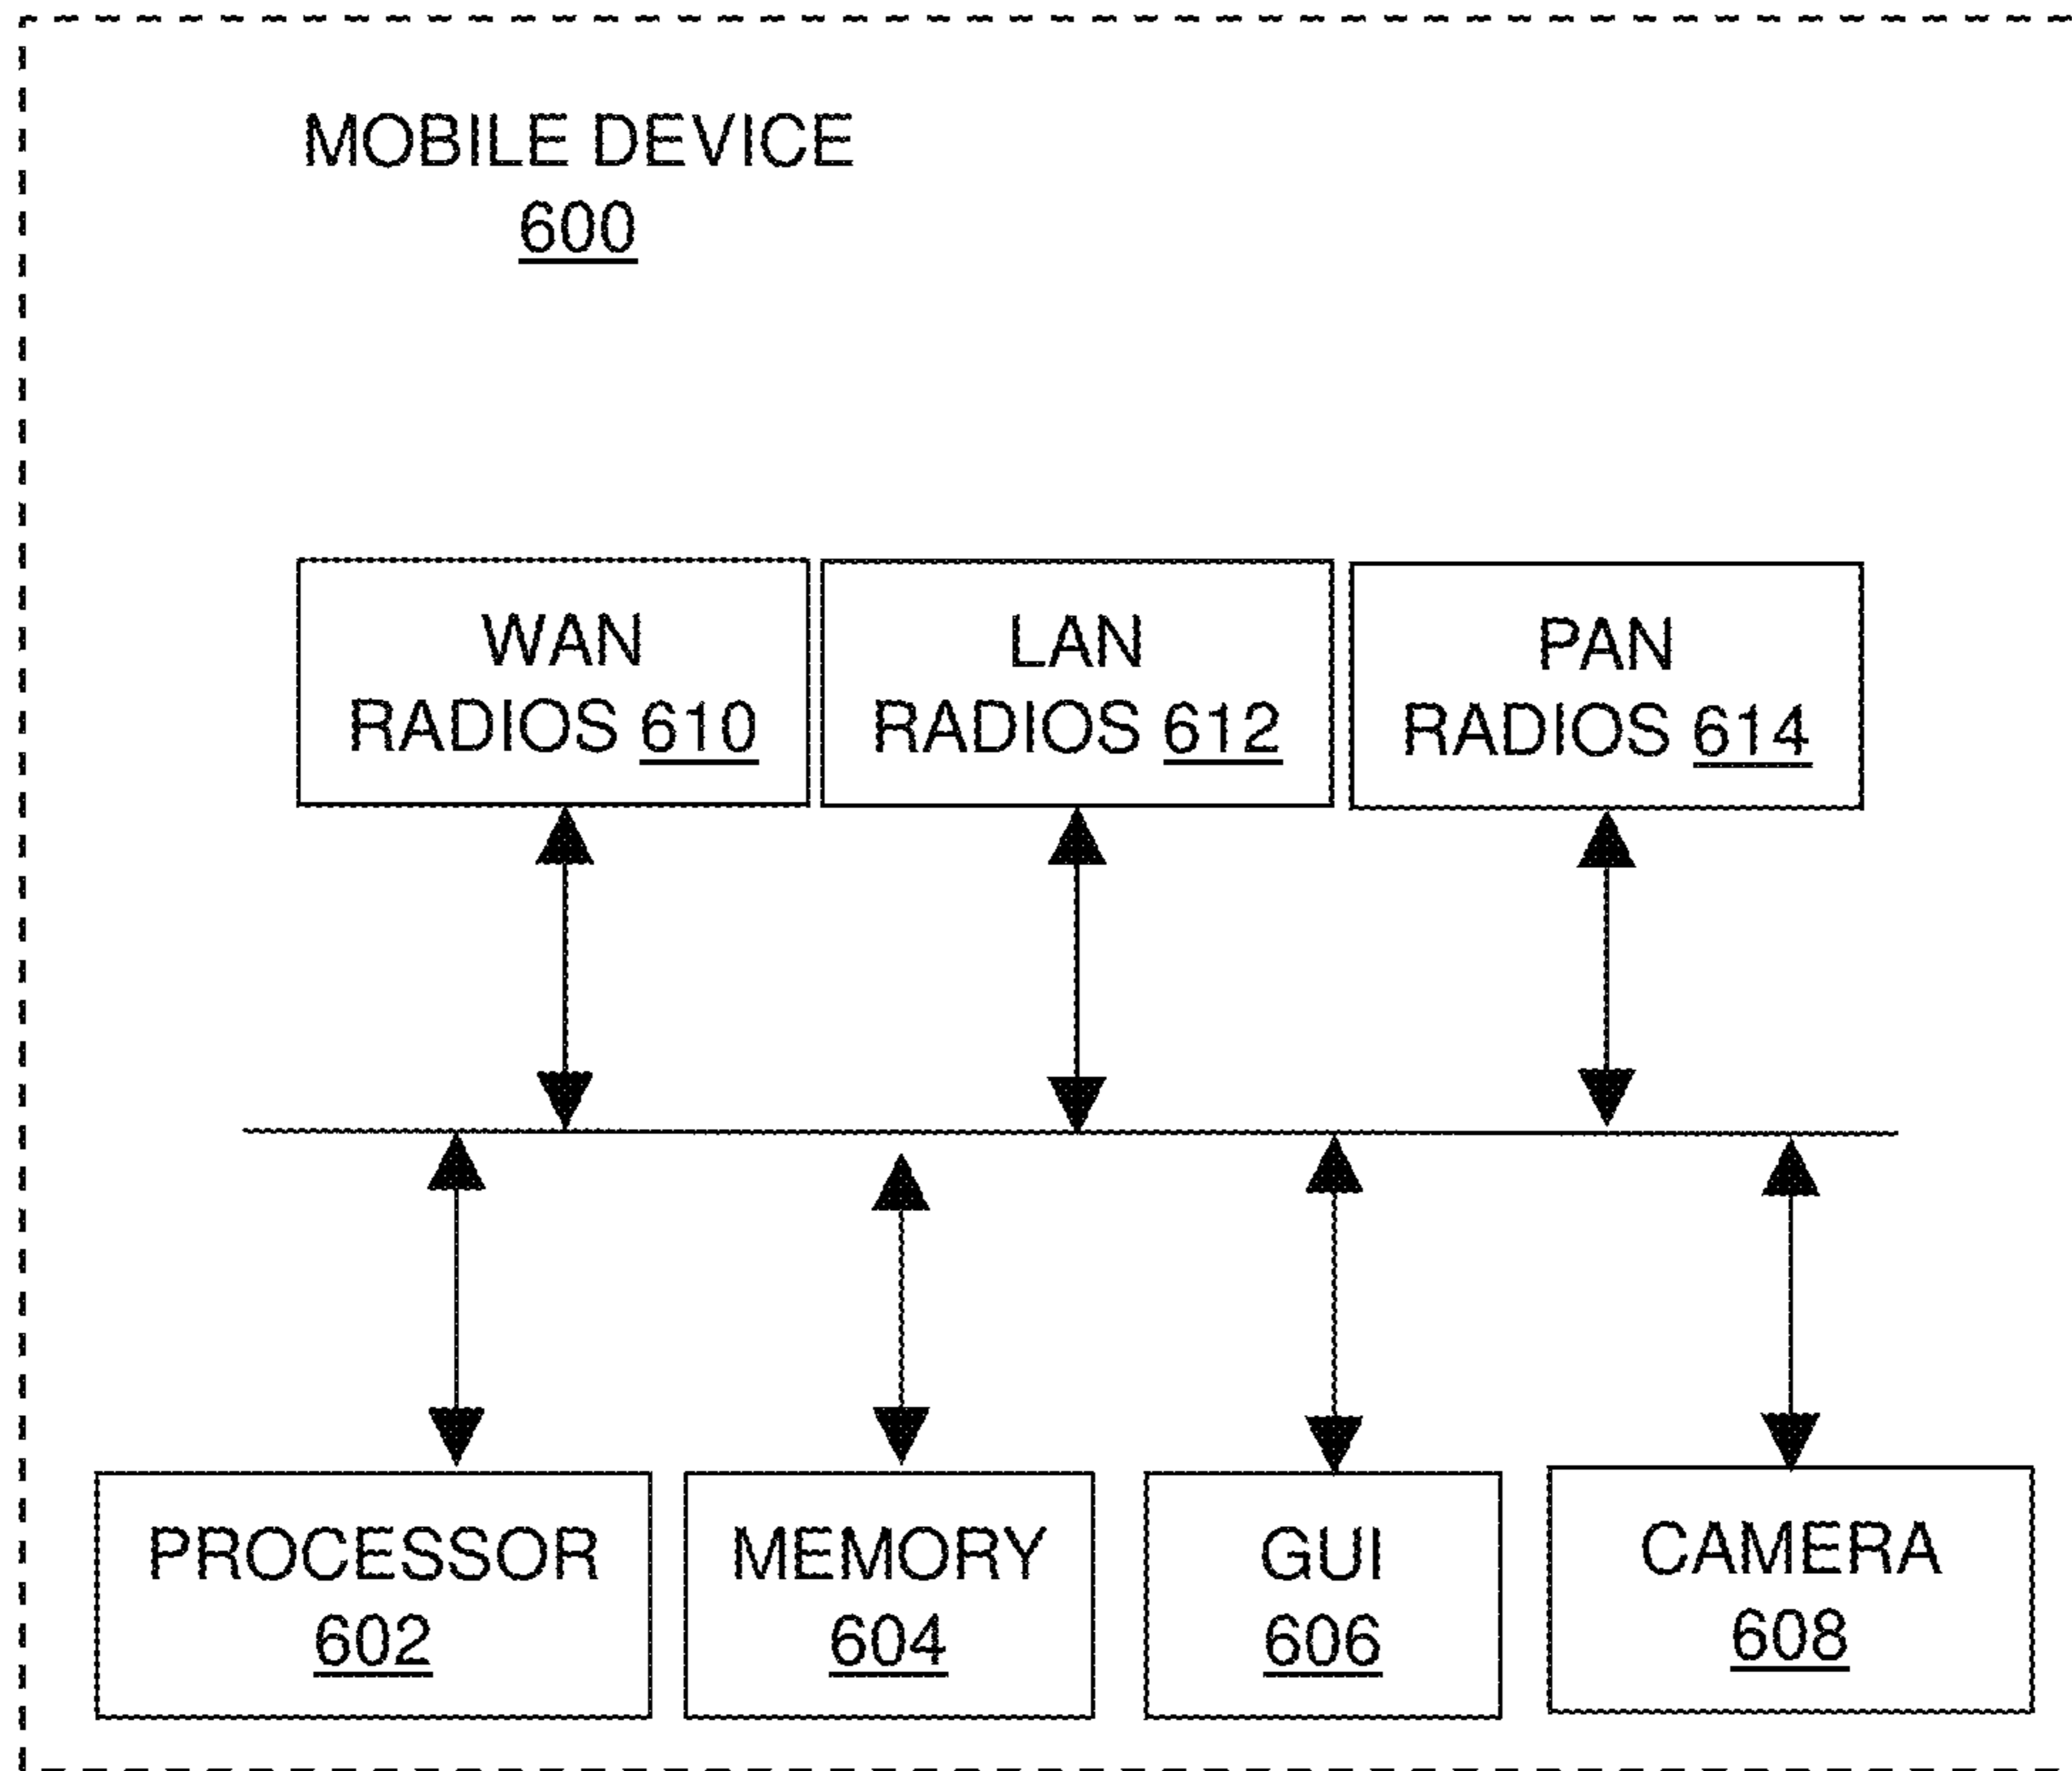 MOBILE DEVICE
600
WAN
RADIOS 610
LAN
RADIOS 612
PAN
RADIOS 614
PROCESSOR
602
MEMORY
604
GUI
606
CAMERA
608